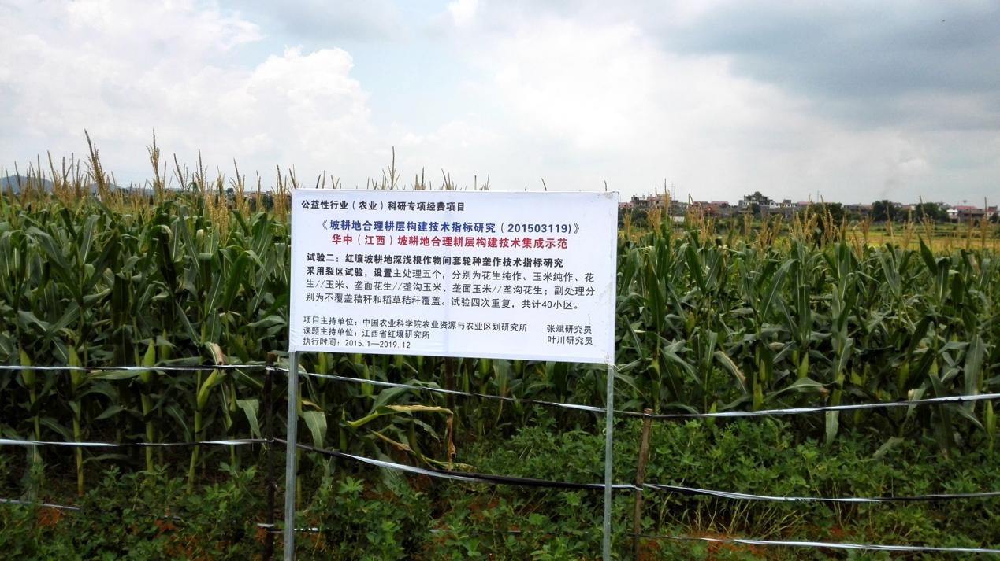 公益性行业（农业）科研专项经费项目
《坡耕地合理耕层构建技术指标研究（201503119）》
华中（江西）坡耕地合理耕层构建技术集成示范
试验二：红壤坡耕地深浅根作物间套轮种垄作技术指标研究
采用裂区试验，设置主处理五个，分别为花生纯作、玉米纯作、花
生//玉米、垄面花生//垄沟玉米、垄面玉米//垄沟花生；副处理分
别为不覆盖秸秆和稻草秸秆覆盖。试验四次重复，共计40小区。
项目主持单位：中国农业科学院农业资源与农业区划研究所 张斌研究员
课题主持单位：江西省红壤研究所 叶川研究员
执行时间：2015.1—2019.12